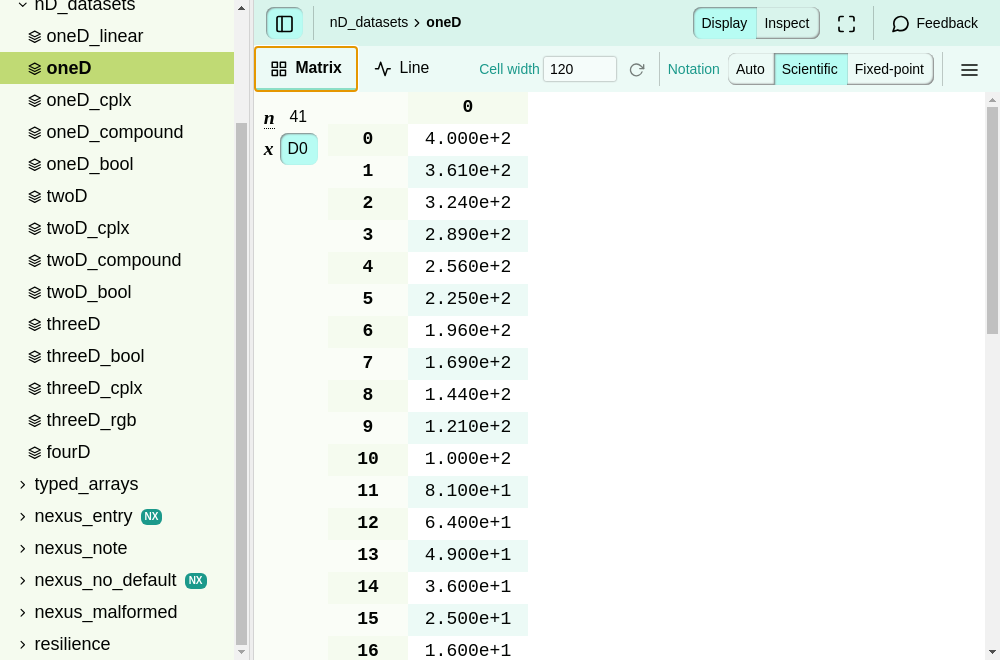 nD_datasets
oneD_linear
oneD
oneD_cplx
oneD_compound
oneD_bool
twoD
twoD_cplx
twoD_compound
twoD_bool
threeD
threeD_bool
threeD_cplx
threeD_rgb
fourD
typed_arrays
nexus_entry NX
nexus_note
nexus_no_default NX
nexus_malformed
resilience
nD_datasets oneD Display Inspect Feedback
Matrix Line Cell width 120 Notation Auto Scientific Fixed-point
n 41
x D0
0
0 4.000e+2
1 3.610e+2
2 3.240e+2
3 2.890e+2
4 2.560e+2
5 2.250e+2
6 1.960e+2
7 1.690e+2
8 1.440e+2
9 1.210e+2
10 1.000e+2
11 8.100e+1
12 6.400e+1
13 4.900e+1
14 3.600e+1
15 2.500e+1
16 1.600e+1